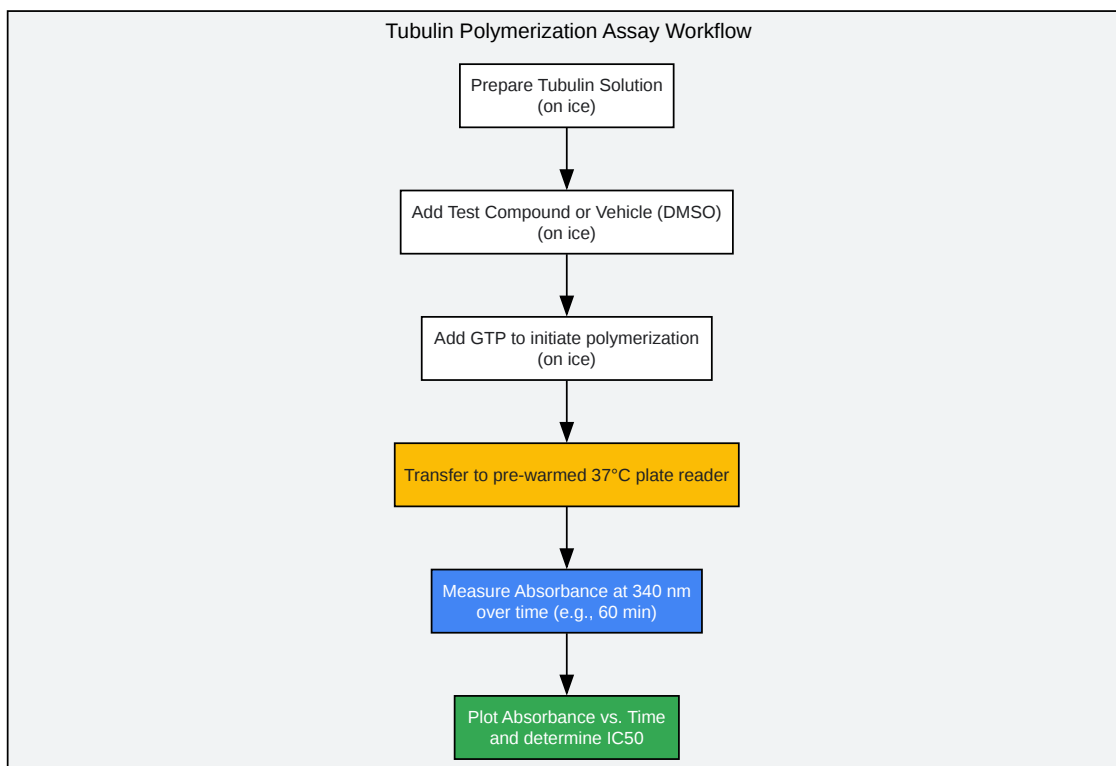 Tubulin Polymerization Assay Workflow
Prepare Tubulin Solution
(on ice)
Add Test Compound or Vehicle (DMSO)
(on ice)
Add GTP to initiate polymerization
(on ice)
Transfer to pre-warmed 37°C plate reader
Measure Absorbance at 340 nm
over time (e.g., 60 min)
Plot Absorbance vs. Time
and determine IC50